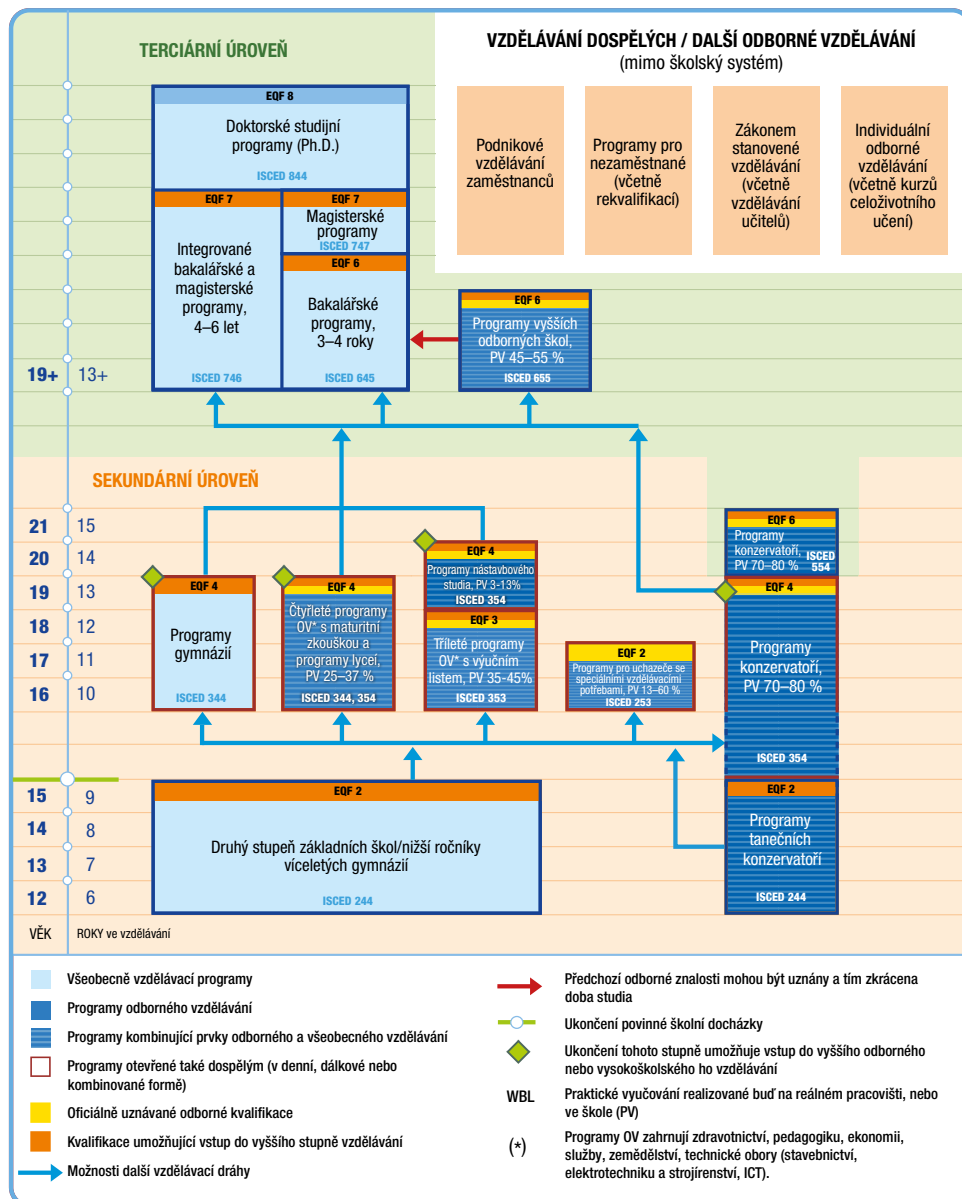 TERCIÁRNÍ ÚROVEŇ
VZDĚLÁVÁNÍ DOSPĚLÝCH / DALŠÍ ODBORNÉ VZDĚLÁVÁNÍ
(mimo školský systém)
Podnikové
vzdělávání
zaměstnanců
Programy pro
nezaměstnané
(včetně
rekvalifikací)
Zákonem
stanovené
vzdělávání
(včetně
vzdělávání
učitelů)
Individuální
odborné
vzdělávání
(včetně kurzů
celoživotního
učení)
EQF 8
Doktorské studijní
programy (Ph.D.)
ISCED 844
EQF 7
Integrované
bakalářské a
magisterské
programy,
4–6 let
ISCED 746
EQF 7
Magisterské
programy
ISCED 747
EQF 6
Bakalářské
programy,
3–4 roky
ISCED 645
EQF 6
Programy vyšších
odborných škol,
PV 45–55 %
ISCED 655
19+ 13+
SEKUNDÁRNÍ ÚROVEŇ
21 15
20 14
19 13
18 12
17 11
16 10
EQF 4
Programy
gymnázií
ISCED 344
EQF 4
Čtyřleté programy
OV* s maturitní
zkouškou a
programy lyceí,
PV 25–37 %
ISCED 344, 354
EQF 4
Programy nástavbového
studia, PV 3-13%
ISCED 354
EQF 3
Tříleté programy
OV* s výučním
listem, PV 35-45%
ISCED 353
EQF 2
Programy pro uchazeče se
speciálními vzdělávacími
potřebami, PV 13–60 %
ISCED 253
EQF 6
Programy
konzervatoří,
PV 70–80 %
ISCED
554
EQF 4
Programy
konzervatoří,
PV 70–80 %
ISCED 354
EQF 2
Programy
tanečních
konzervatoří
ISCED 244
15 9
14 8
13 7
12 6
EQF 2
Druhý stupeň základních škol/nižší ročníky
víceletých gymnázií
ISCED 244
VĚK ROKY ve vzdělávání
Všeobecně vzdělávací programy
Programy odborného vzdělávání
Programy kombinující prvky odborného a všeobecného vzdělávání
Programy otevřené také dospělým (v denní, dálkové nebo
kombinované formě)
Oficiálně uznávané odborné kvalifikace
Kvalifikace umožňující vstup do vyššího stupně vzdělávání
Možnosti další vzdělávací dráhy
Předchozí odborné znalosti mohou být uznány a tím zkrácena
doba studia
Ukončení povinné školní docházky
Ukončení tohoto stupně umožňuje vstup do vyššího odborného
nebo vysokoškolského ho vzdělávání
WBL Praktické vyučování realizované buď na reálném pracovišti, nebo
ve škole (PV)
(*) Programy OV zahrnují zdravotnictví, pedagogiku, ekonomii,
služby, zemědělství, technické obory (stavebnictví,
elektrotechniku a strojírenství, ICT).